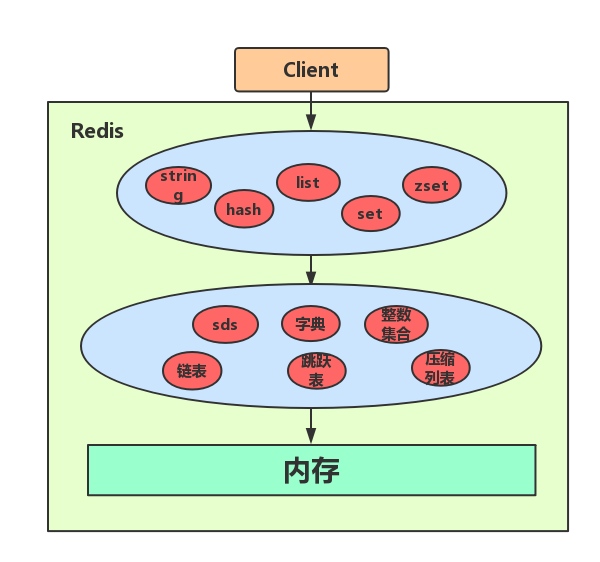 Client
Redis
strin
g
hash
list
set
zset
sds
字典
整数
集合
链表
跳跃
表
压缩
列表
内存